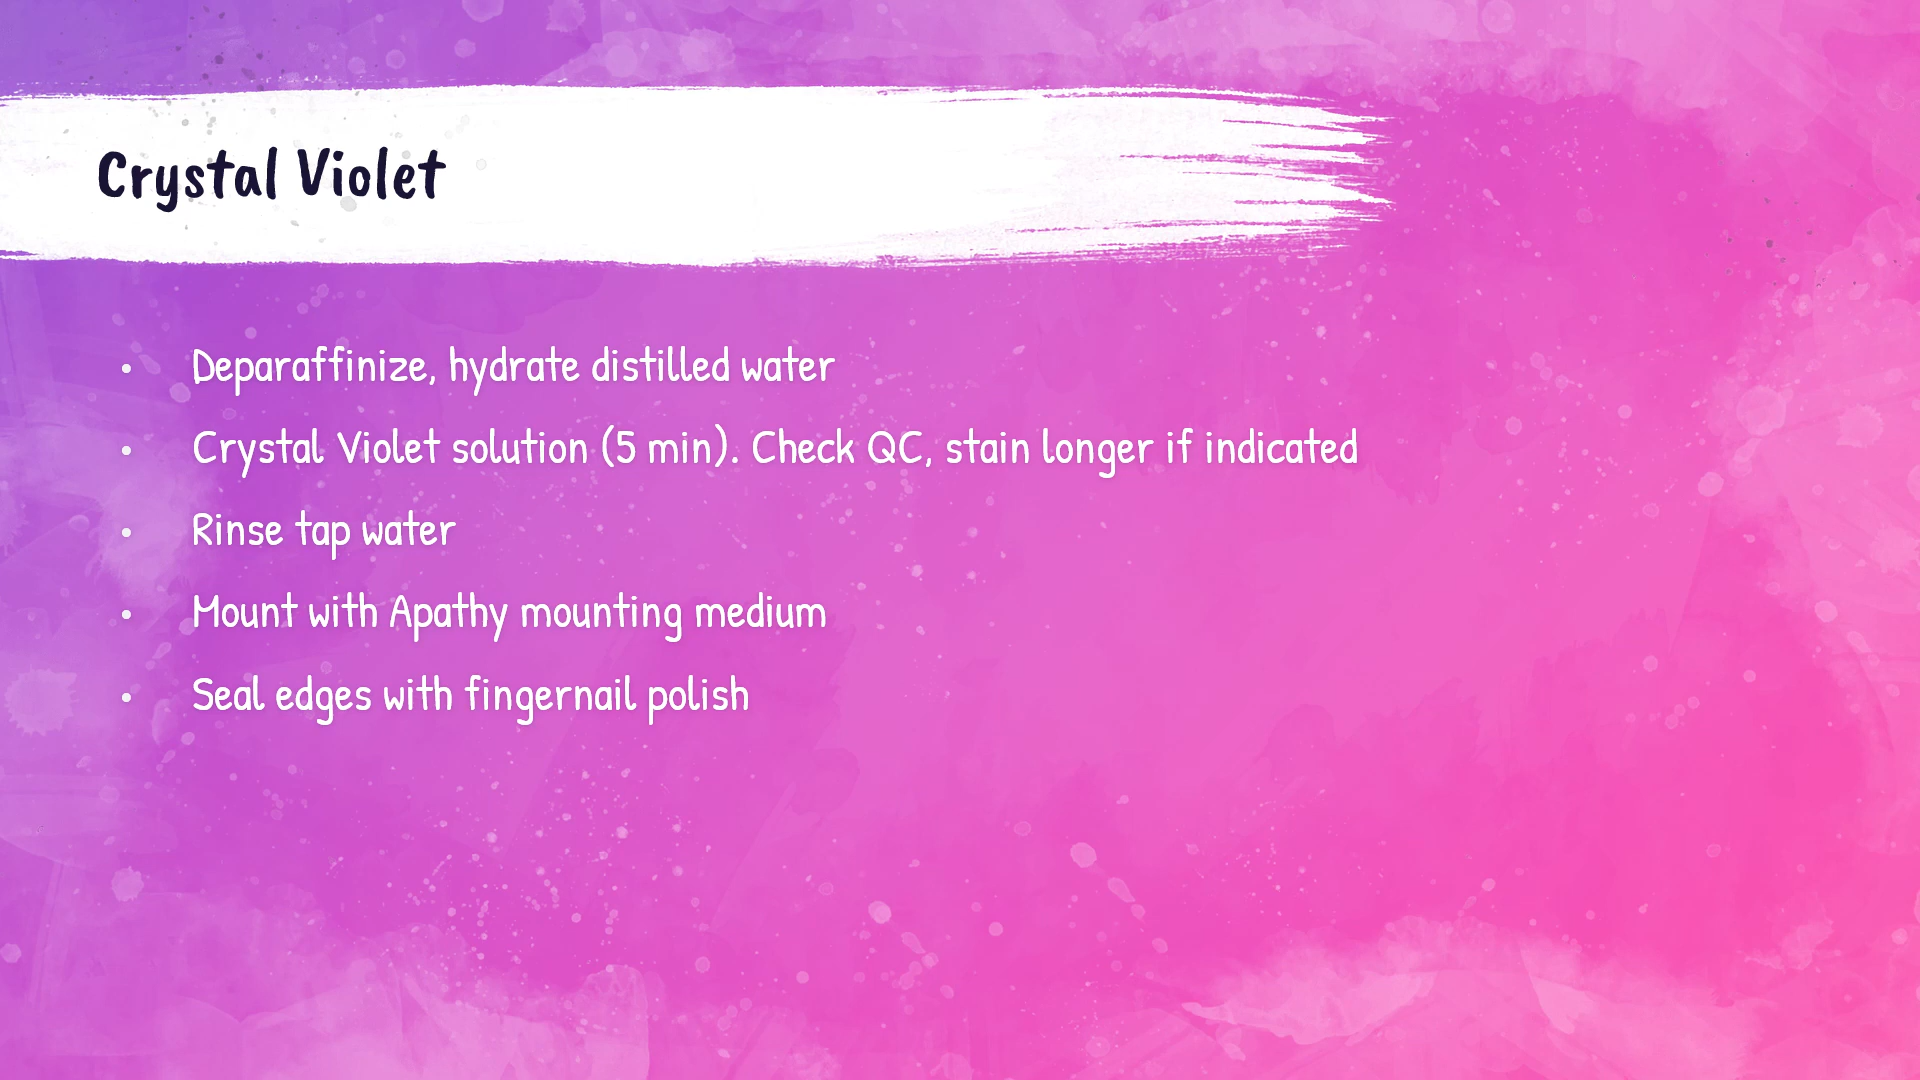 Crystal Violet
• Deparaffinize, hydrate distilled water
• Crystal Violet solution (5 min). Check QC, stain longer if indicated
• Rinse tap water
• Mount with Apathy mounting medium
• Seal edges with fingernail polish